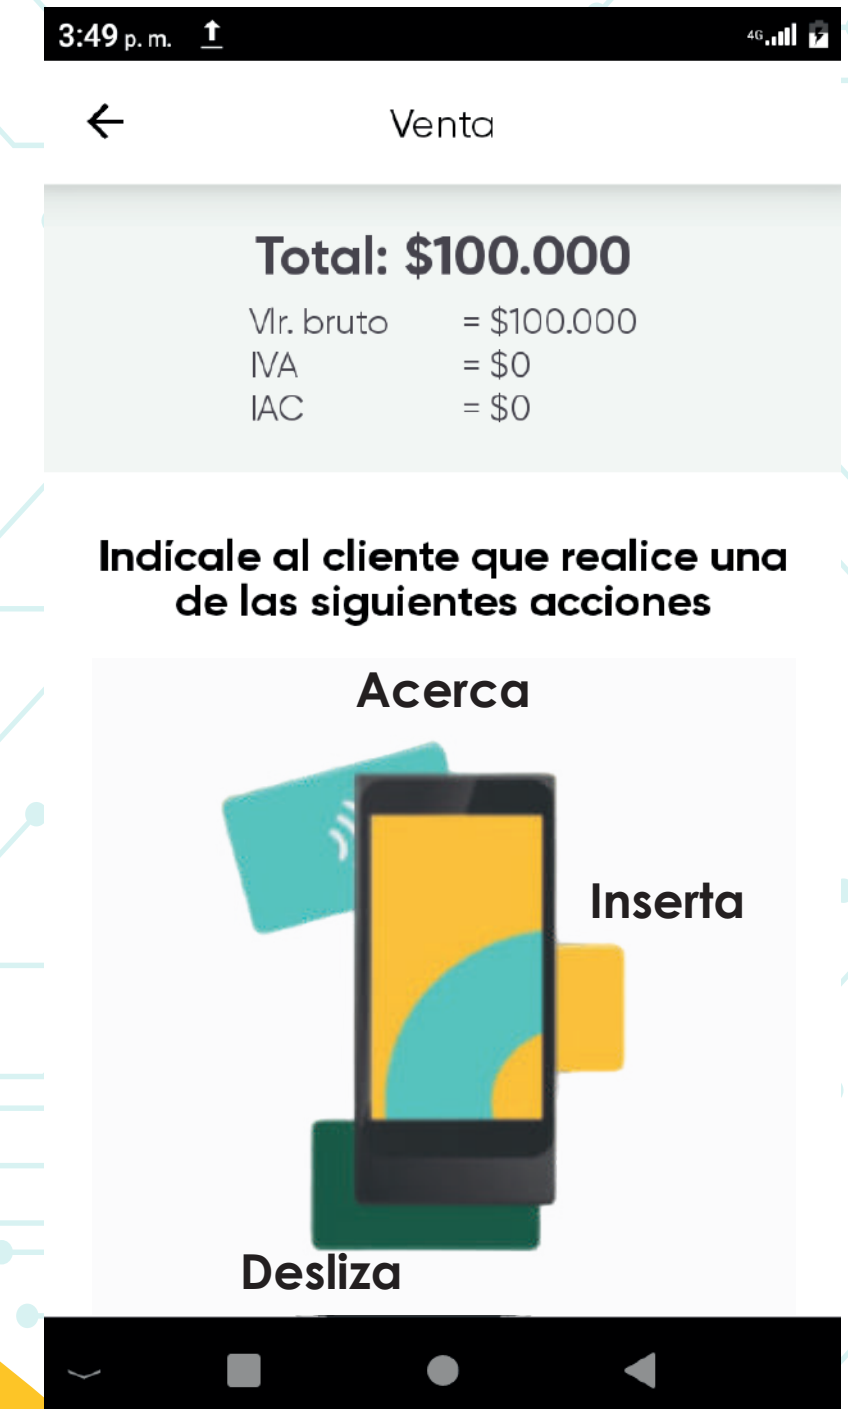 3:49 p. m.
4G
Venta
Total: $100.000
Vlr. bruto = $100.000
IVA = $0
IAC = $0
Indícale al cliente que realice una
de las siguientes acciones
Acerca
Inserta
Desliza